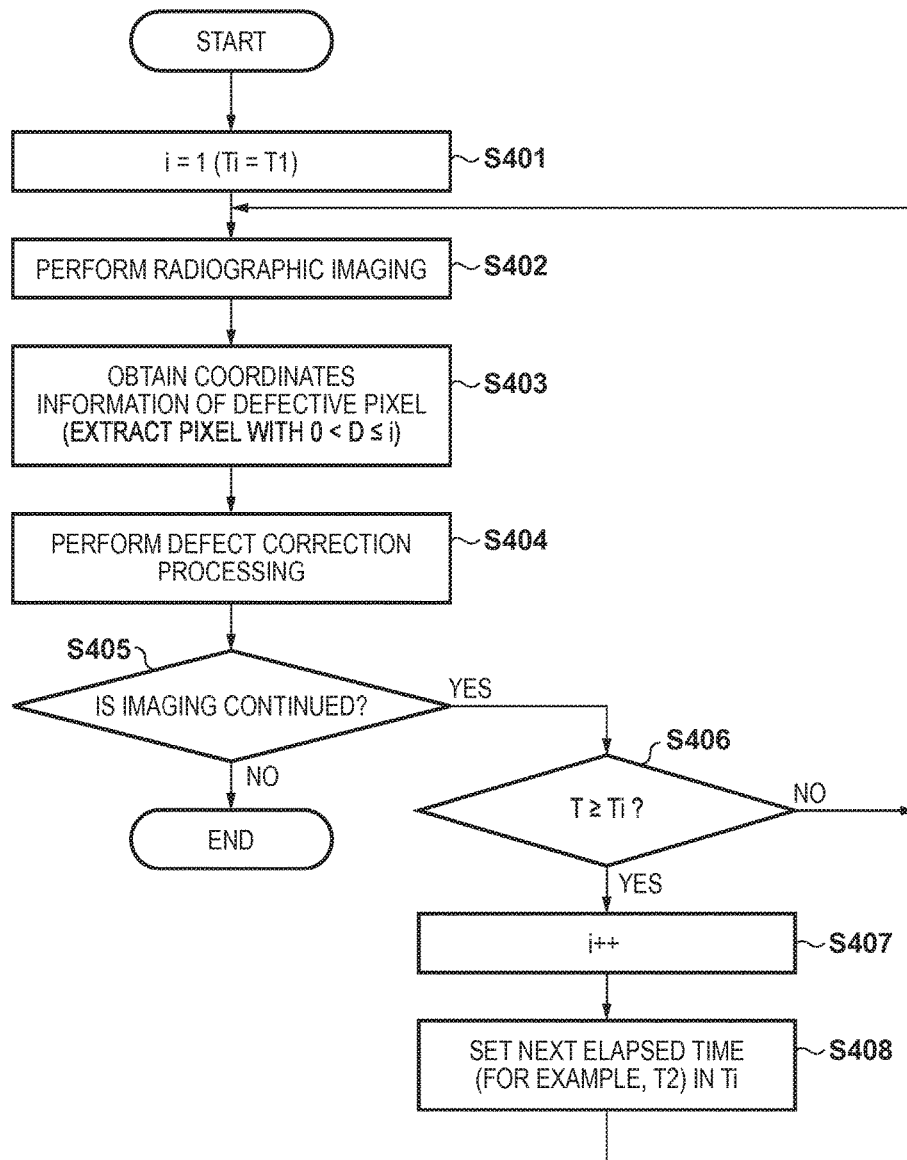 START
i = 1 (Ti = T1)
S401
PERFORM RADIOGRAPHIC IMAGING
S402
OBTAIN COORDINATES
INFORMATION OF DEFECTIVE PIXEL
(EXTRACT PIXEL WITH 0 < D ≤ i)
S403
PERFORM DEFECT CORRECTION
PROCESSING
S404
S405
IS IMAGING CONTINUED?
YES
NO
END
S406
T ≥ Ti ?
NO
YES
i++
S407
SET NEXT ELAPSED TIME
(FOR EXAMPLE, T2) IN Ti
S408